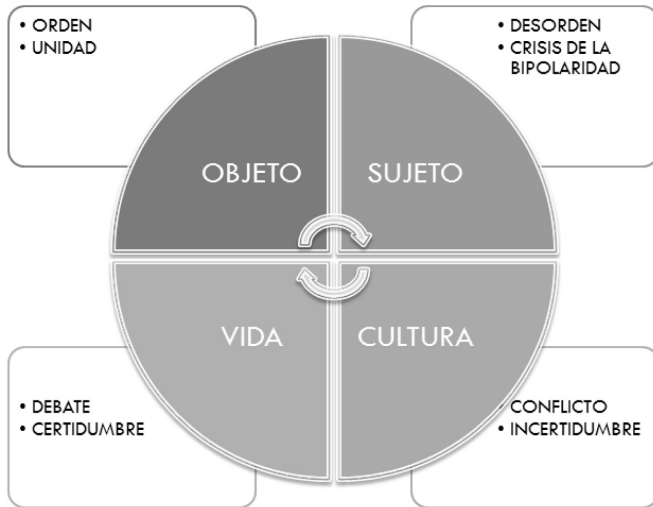 • ORDEN
• UNIDAD
• DESORDEN
• CRISIS DE LA
BIPOLARIDAD
OBJETO
SUJETO
VIDA
CULTURA
• DEBATE
• CERTIDUMBRE
• CONFLICTO
• INCERTIDUMBRE